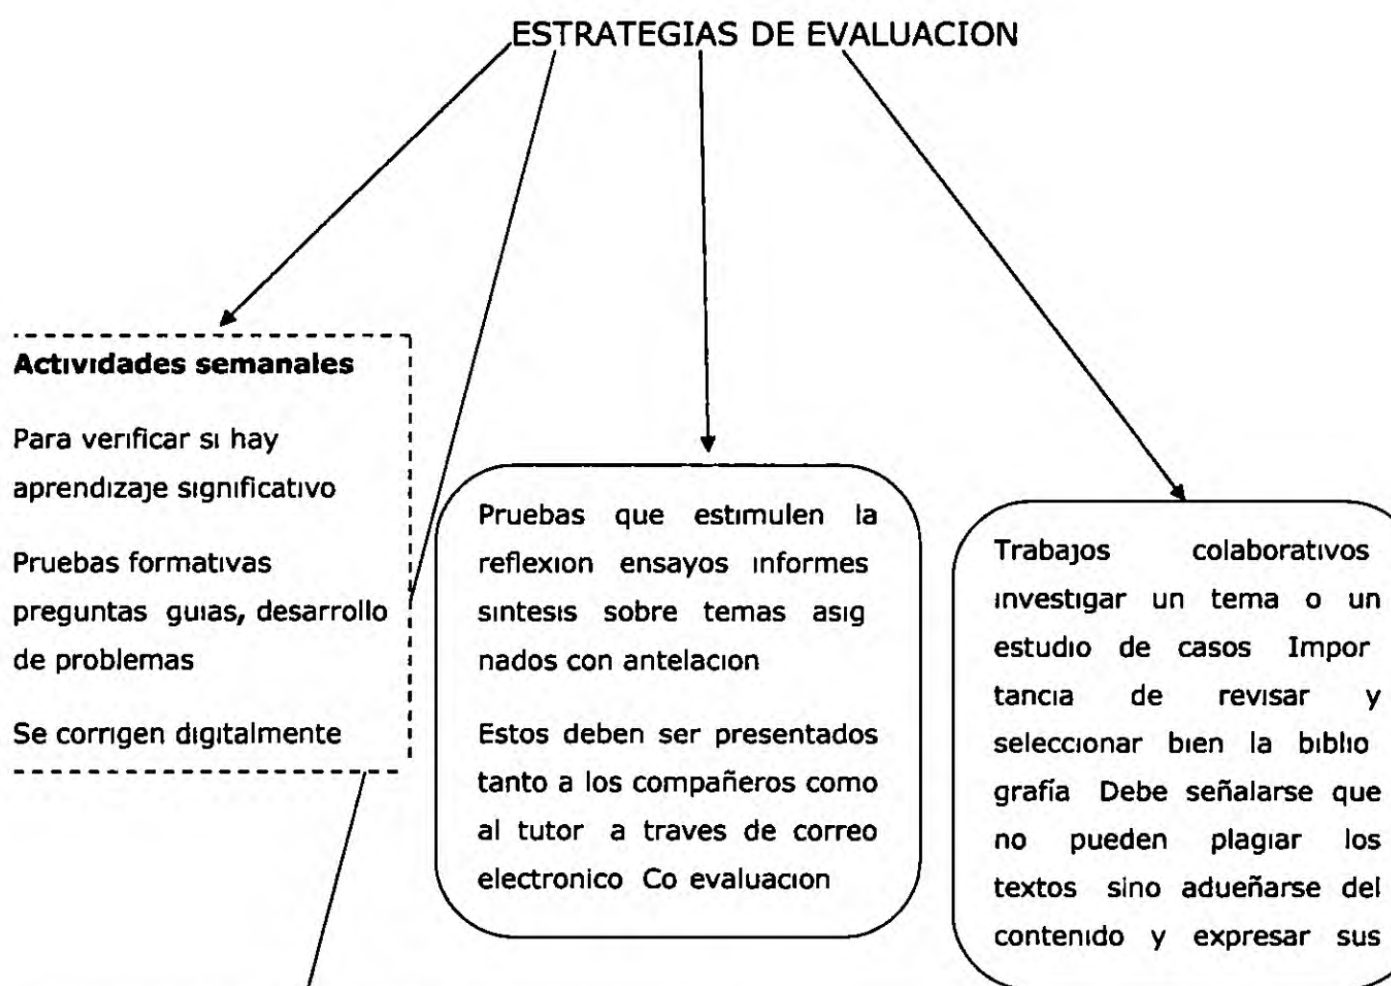 ESTRATEGIAS DE EVALUACION
Actividades semanales
Para verificar si hay
aprendizaje significativo
Pruebas formativas
preguntas guias, desarrollo
de problemas
Se corrigen digitalmente
Pruebas que estimulen la
reflexion ensayos informes
sintesis sobre temas asig
nados con antelacion
Estos deben ser presentados
tanto a los compañeros como
al tutor a traves de correo
electronico Co evaluacion
Trabajos colaborativos
investigar un tema o un
estudio de casos Impor
tancia de revisar y
seleccionar bien la biblio
grafía Debe señalarse que
no pueden plagiar los
textos sino adueñarse del
contenido y expresar sus